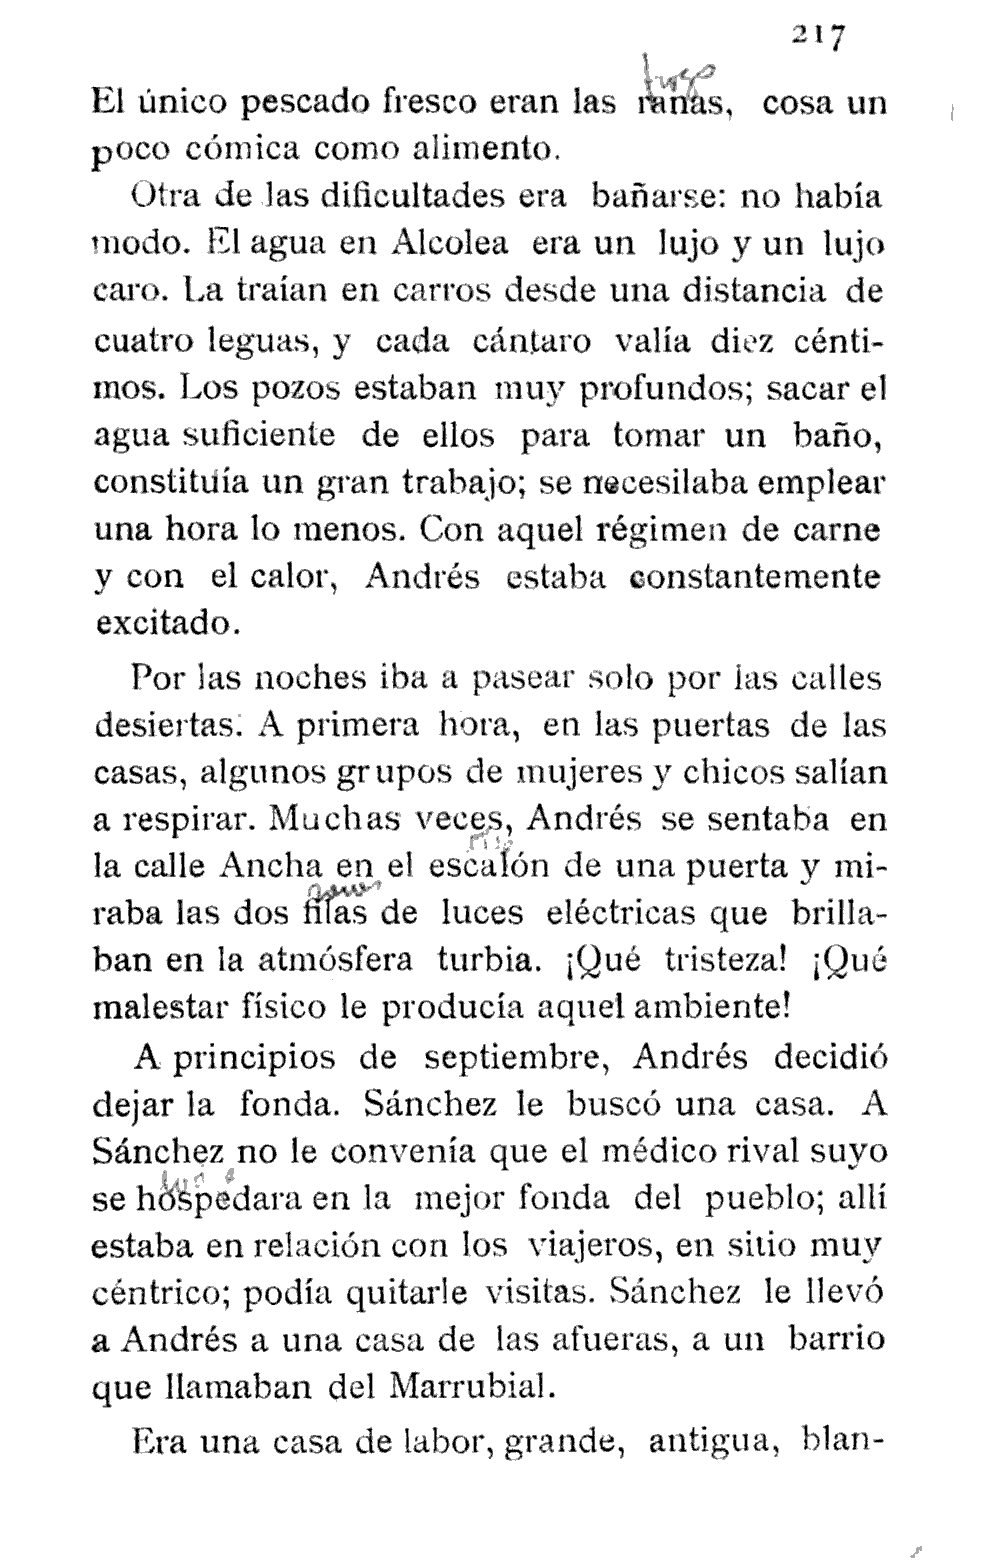 217
frogs
El único pescado fresco eran las ranas, cosa un
poco cómica como alimento.
Otra de las dificultades era bañarse: no había
modo. El agua en Alcolea era un lujo y un lujo
caro. La traían en carros desde una distancia de
cuatro leguas, y cada cántaro valía diez cénti-
mos. Los pozos estaban muy profundos; sacar el
agua suficiente de ellos para tomar un baño,
constituía un gran trabajo; se necesilaba emplear
una hora lo menos. Con aquel régimen de carne
y con el calor, Andrés estaba constantemente
excitado.
Por las noches iba a pasear solo por las calles
desiertas. A primera hora, en las puertas de las
casas, algunos grupos de mujeres y chicos salían
a respirar. Muchas veces, Andrés se sentaba en
la calle Ancha en el escalón de una puerta y mi-
raba las dos filas de luces eléctricas que brilla-
ban en la atmósfera turbia. ¡Qué tristeza! ¡Qué
malestar físico le producía aquel ambiente!
A principios de septiembre, Andrés decidió
dejar la fonda. Sánchez le buscó una casa. A
Sánchez no le convenía que el médico rival suyo
se hospedara en la mejor fonda del pueblo; allí
estaba en relación con los viajeros, en sitio muy
céntrico; podía quitarle visitas. Sánchez le llevó
a Andrés a una casa de las afueras, a un barrio
que llamaban del Marrubial.
Era una casa de labor, grande, antigua, blan-